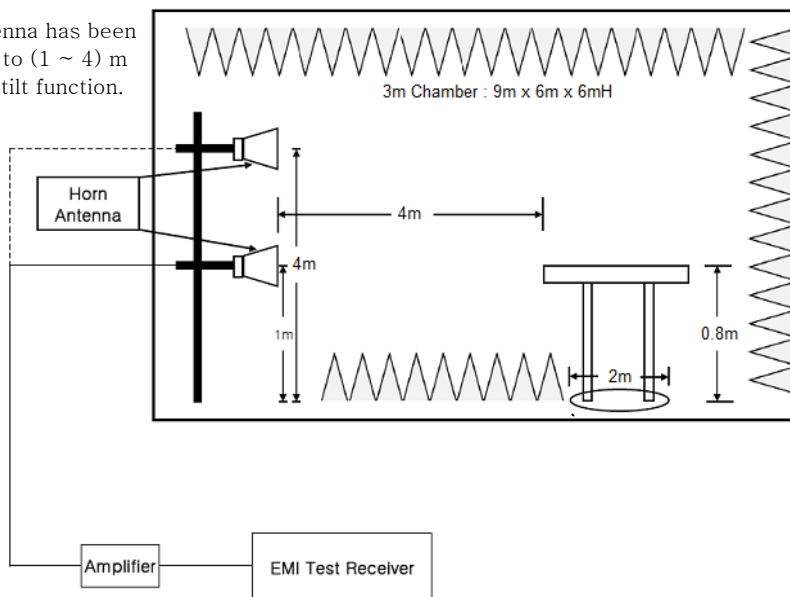 enna has been
to (1 ~ 4) m
tilt function.
3m Chamber : 9m x 6m x 6mH
Horn
Antenna
4m
4m
1m
0.8m
2m
Amplifier
EMI Test Receiver